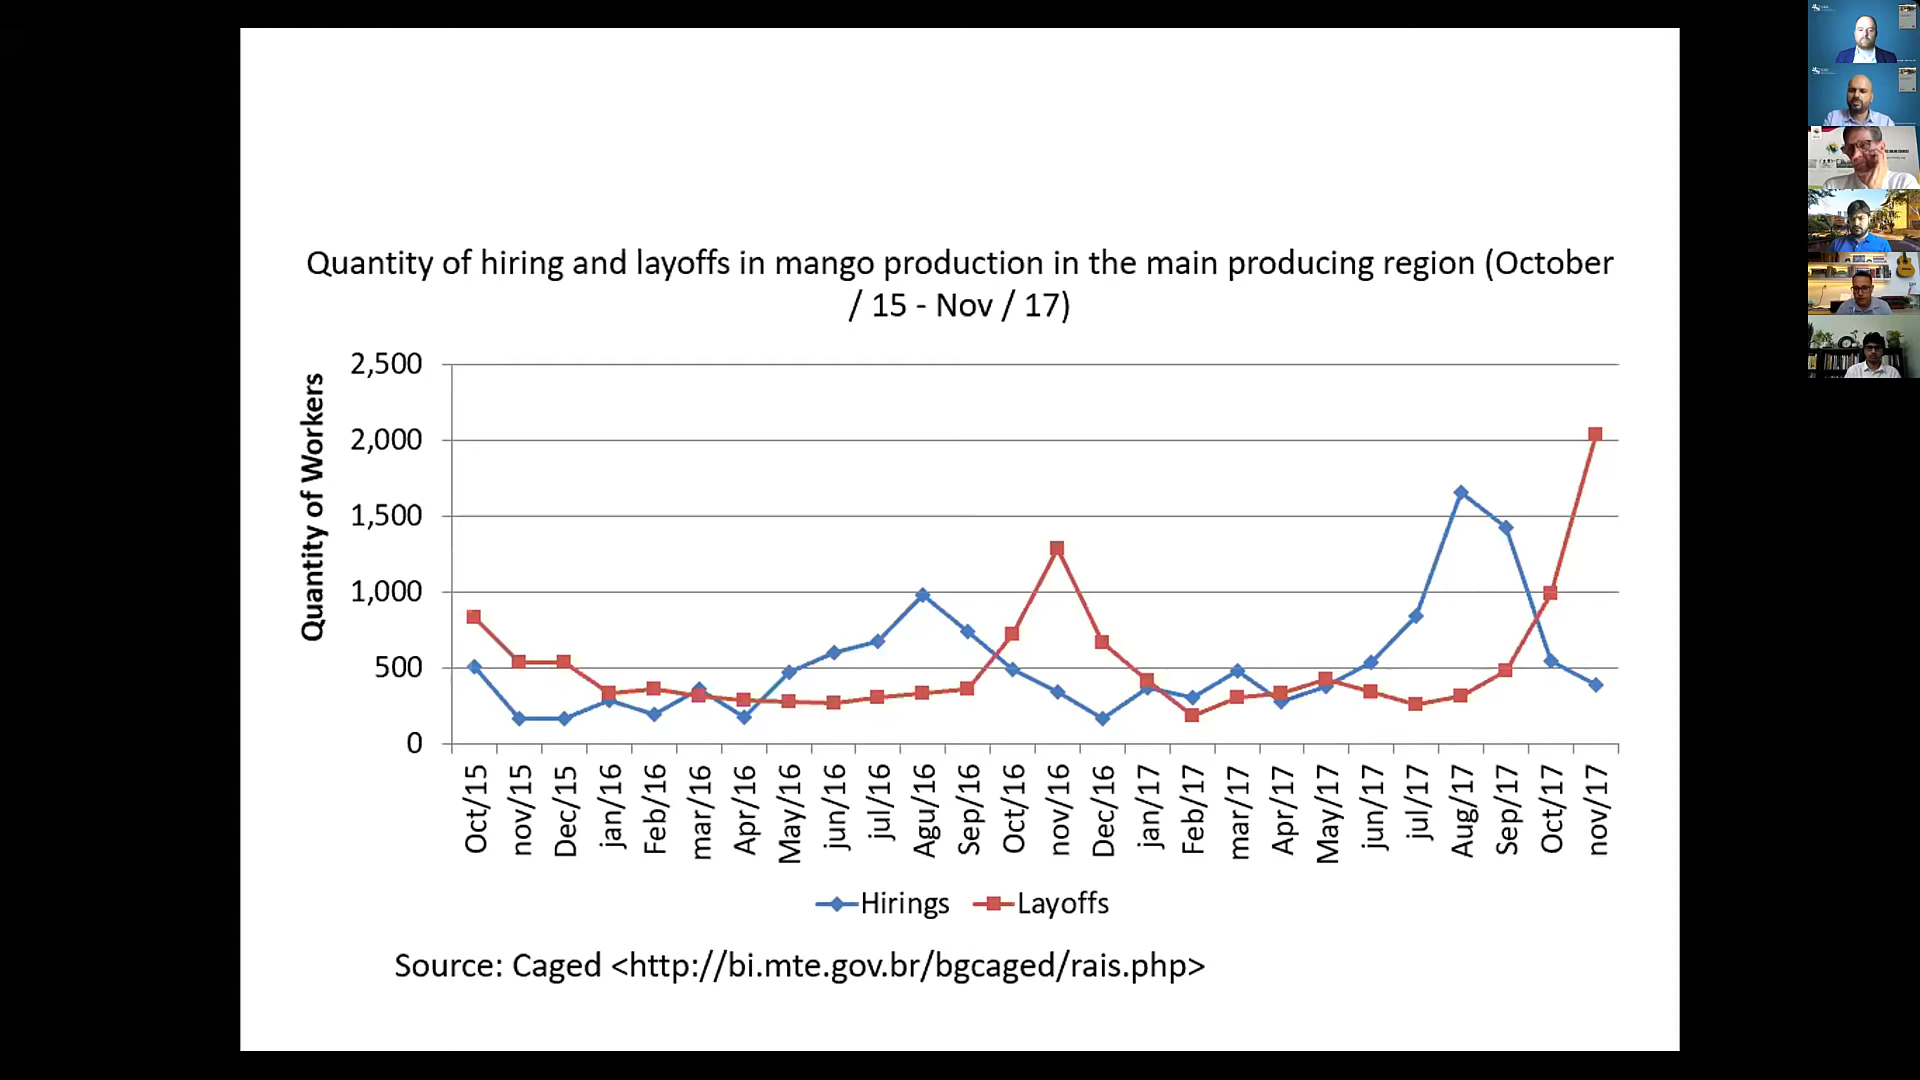 Quantity of hiring and layoffs in mango production in the main producing region (October
/ 15 - Nov / 17)
Quantity of Workers
2,500
2,000
1,500
1,000
500
0
Oct/15
nov/15
Dec/15
jan/16
Feb/16
mar/16
Apr/16
May/16
jun/16
jul/16
Agu/16
Sep/16
Oct/16
nov/16
Dec/16
jan/17
Feb/17
mar/17
Apr/17
May/17
jun/17
jul/17
Aug/17
Sep/17
Oct/17
nov/17
Hirings
Layoffs
Source: Caged <http://bi.mte.gov.br/bgcaged/rais.php>